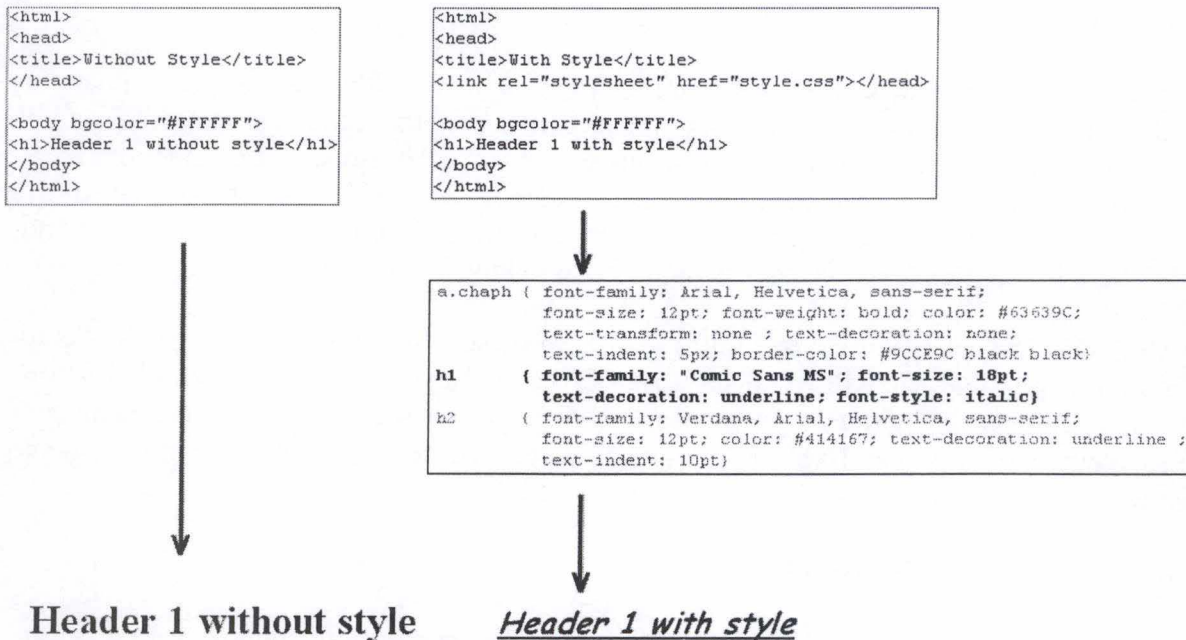 <html>
<head>
<title>Without Style</title>
</head>
<body bgcolor="#FFFFFF">
<h1>Header 1 without style</h1>
</body>
</html>
<html>
<head>
<title>With Style</title>
<link rel="stylesheet" href="style.css"></head>
<body bgcolor="#FFFFFF">
<h1>Header 1 with style</h1>
</body>
</html>
a.chaph { font-family: Arial, Helvetica, sans-serif;
font-size: 12pt; font-weight: bold; color: #63639C;
text-transform: none ; text-decoration: none;
text-indent: 5px; border-color: #9CCE9C black black}
h1 { font-family: "Comic Sans MS"; font-size: 18pt;
text-decoration: underline; font-style: italic}
h2 { font-family: Verdana, Arial, Helvetica, sans-serif;
font-size: 12pt; color: #414167; text-decoration: underline ;
text-indent: 10pt}
Header 1 without style
Header 1 with style